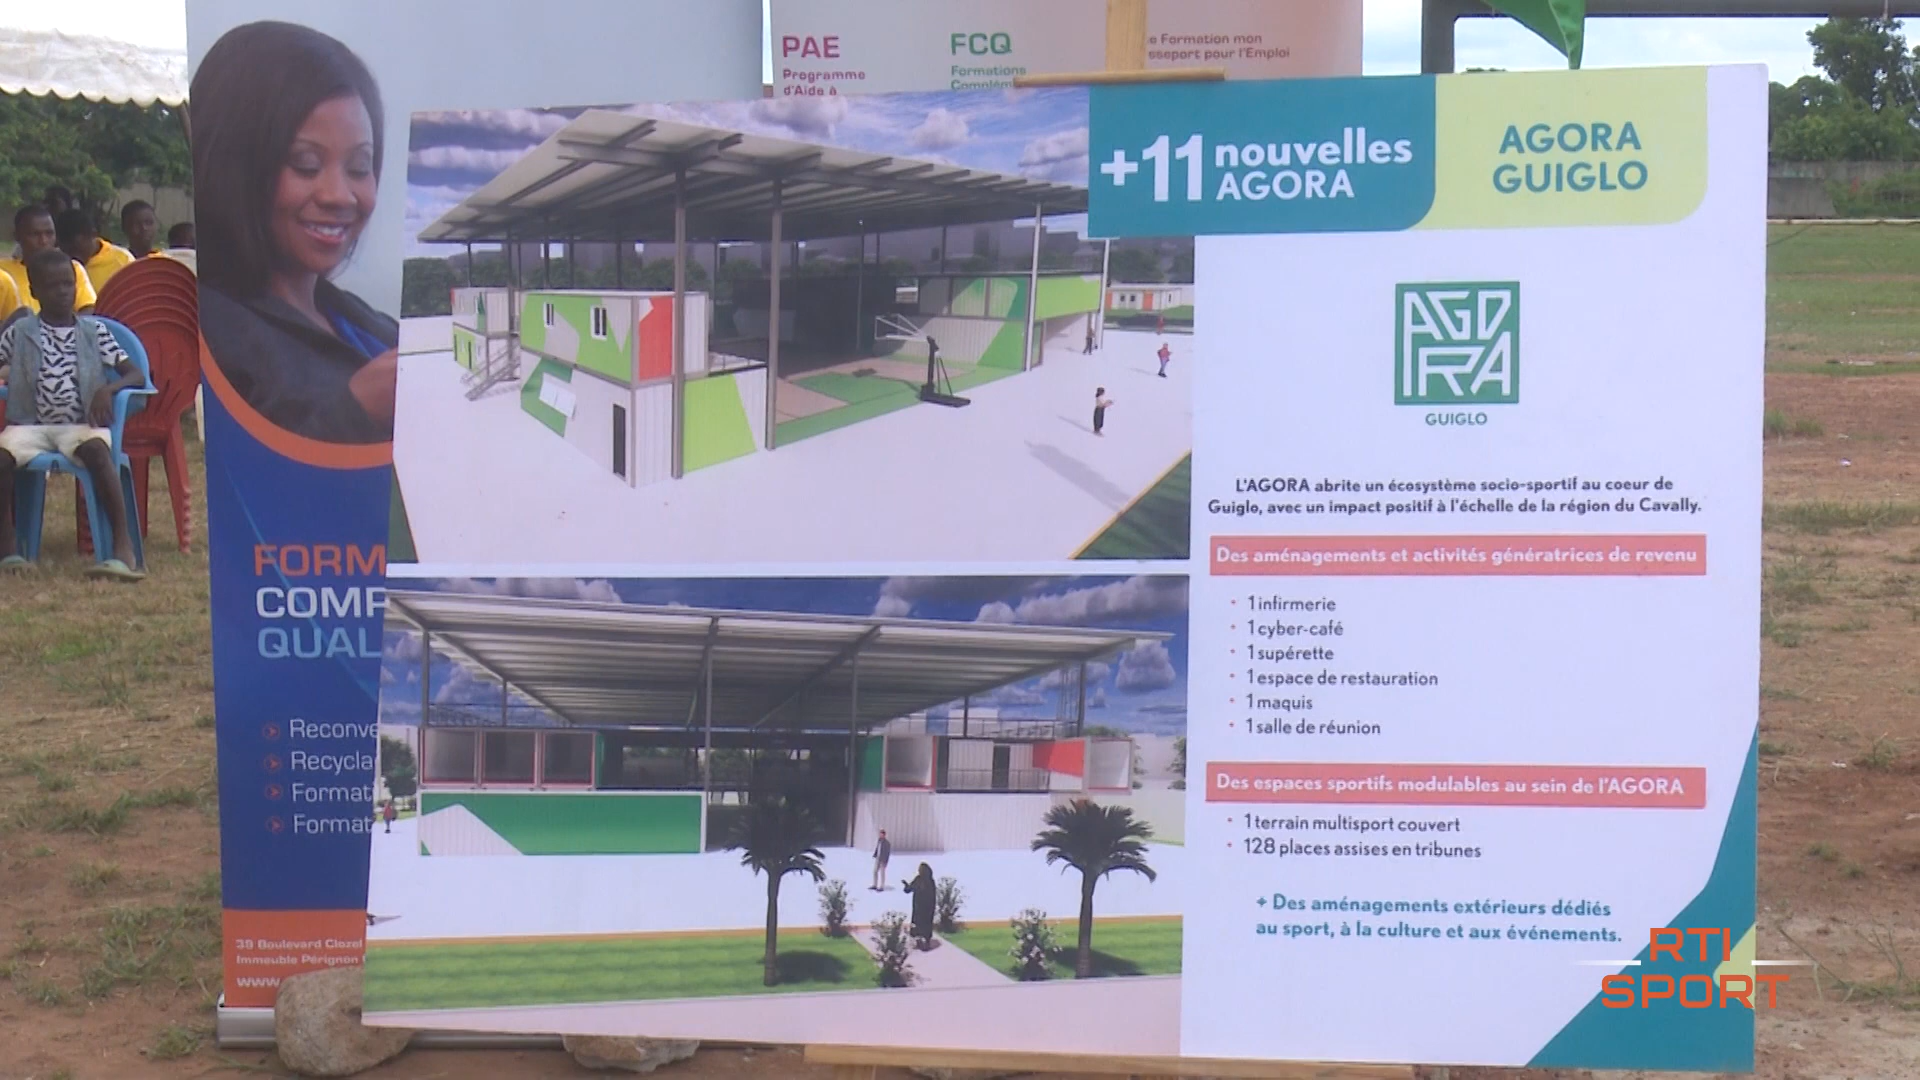 PAE
Programme
d'Aide à
FCQ
Formations
Formation mon
pour l'Emploi
+11 nouvelles
AGORA
AGORA
GUIGLO
AGORA
GUIGLO
L'AGORA abrite un écosystème socio-sportif au coeur de
Guiglo, avec un impact positif à l'échelle de la région du Cavally.
Des aménagements et activités génératrices de revenu
• 1 infirmerie
• 1 cyber-café
• 1 supérette
• 1 espace de restauration
• 1 maquis
• 1 salle de réunion
Des espaces sportifs modulables au sein de l'AGORA
• 1 terrain multisport couvert
• 128 places assises en tribunes
+ Des aménagements extérieurs dédiés
au sport, à la culture et aux événements.
FORM
COMP
QUAL
Reconve
Recycla
Format
Format
39 Boulevard Clozel
Immeuble Pérignon
www.
RTI
SPORT